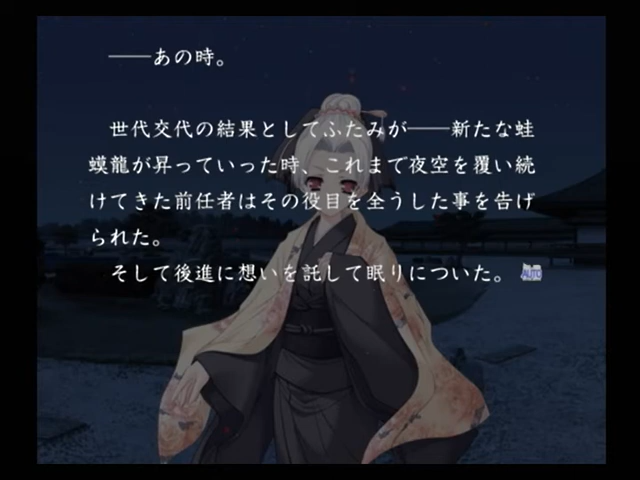 ――あの時。
世代交代の結果としてふたみが――新たな蛙
蟆龍が昇っていった時、これまで夜空を覆い続
けてきた前任者はその役目を全うした事を告げ
られた。
そして後進に想いを託して眠りについた。
AUTO